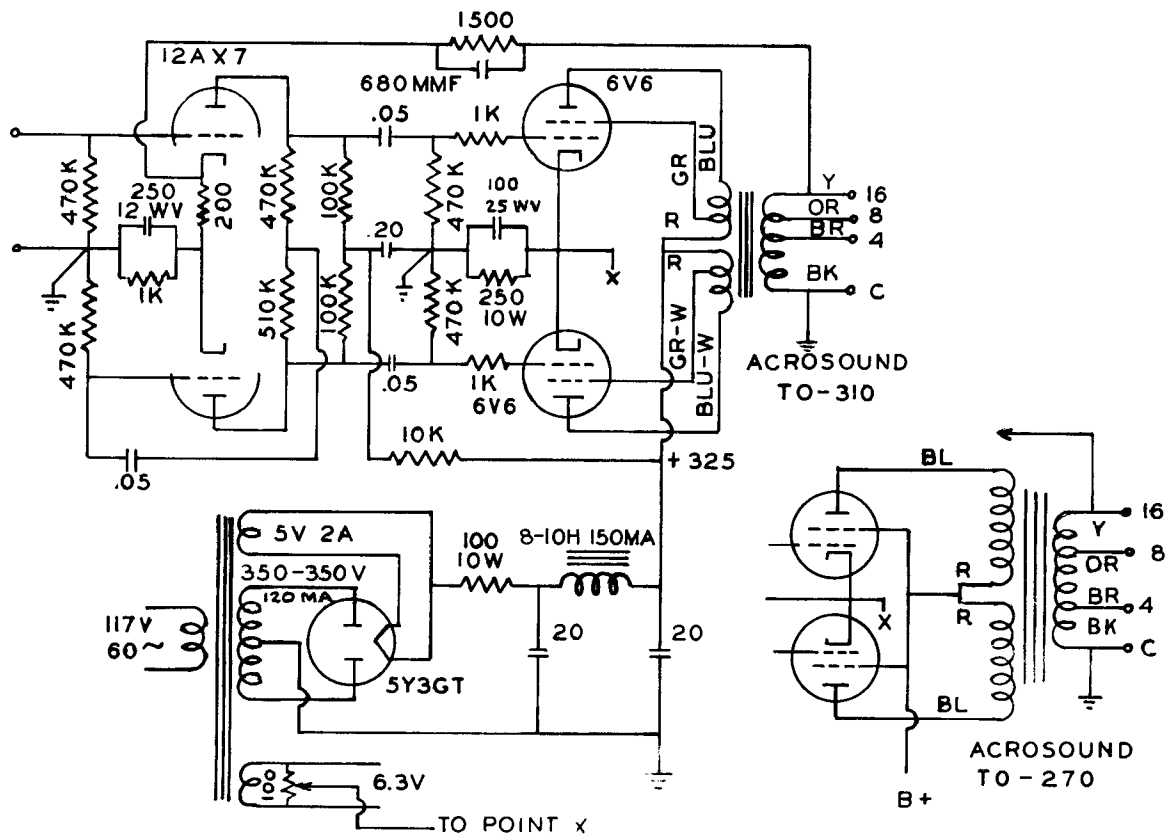 1500
12AX7
680 MMF
6V6
.05
1K
BLU
GR
470K
250
12 WV
200
470K
100K
470K
100
25 WV
.20
R
Y
16
OR
8
BR
4
BK
C
X
1K
R
250
10W
470K
510K
100K
470K
GR-W
BLU-W
ACROSOUND
TO-310
.05
1K
6V6
10K
+325
.05
5V 2A
100
10W
8-10H 150MA
350-350V
120 MA
117V
60~
20
20
5Y3GT
100
6.3V
TO POINT X
BL
16
Y
8
OR
R
BR
4
R
BK
X
C
BL
ACROSOUND
TO-270
B+